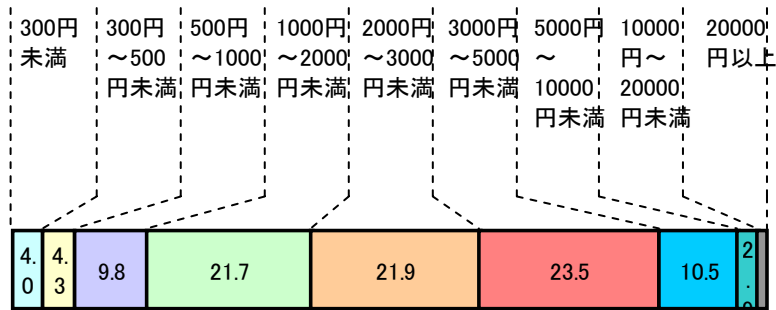 300円
未満
300円
～500
円未満
500円
～1000
円未満
1000円
～2000
円未満
2000円
～3000
円未満
3000円
～5000
円未満
5000円
～
10000
円未満
10000
円～
20000
円未満
20000
円以上
4.
0
4.
3
9.8
21.7
21.9
23.5
10.5
2
.